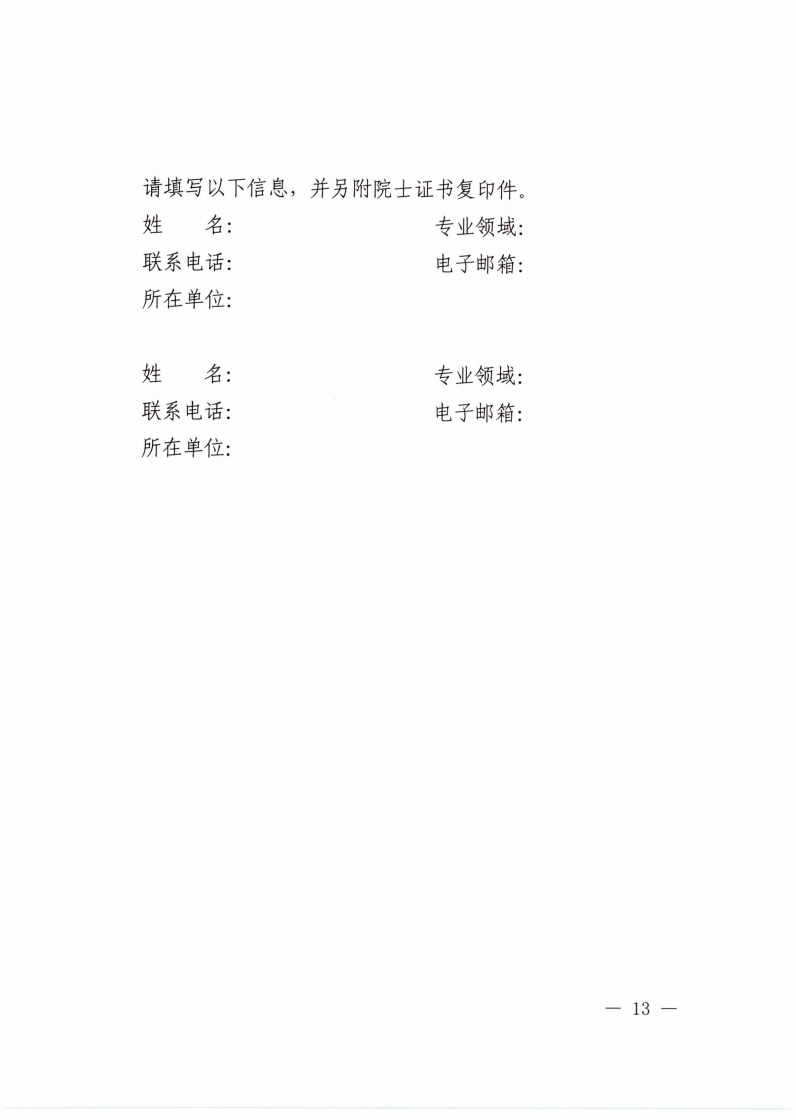 请填写以下信息，并另附院士证书复印件。
姓　　名：　　　　　　　　　　专业领域：
联系电话：　　　　　　　　　　电子邮箱：
所在单位：
姓　　名：　　　　　　　　　　专业领域：
联系电话：　　　　　　　　　　电子邮箱：
所在单位：
— 13 —